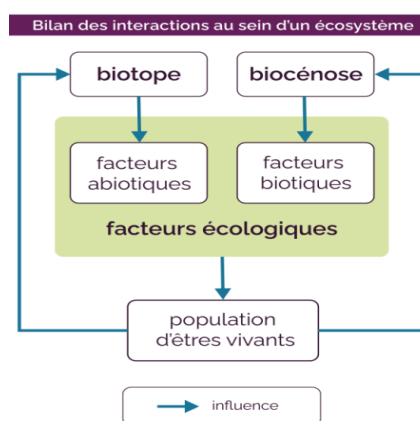 Bilan des interactions au sein d'un écosystème
biotope
biocénose
facteurs
abiotiques
facteurs
biotiques
facteurs écologiques
population
d'êtres vivants
influence